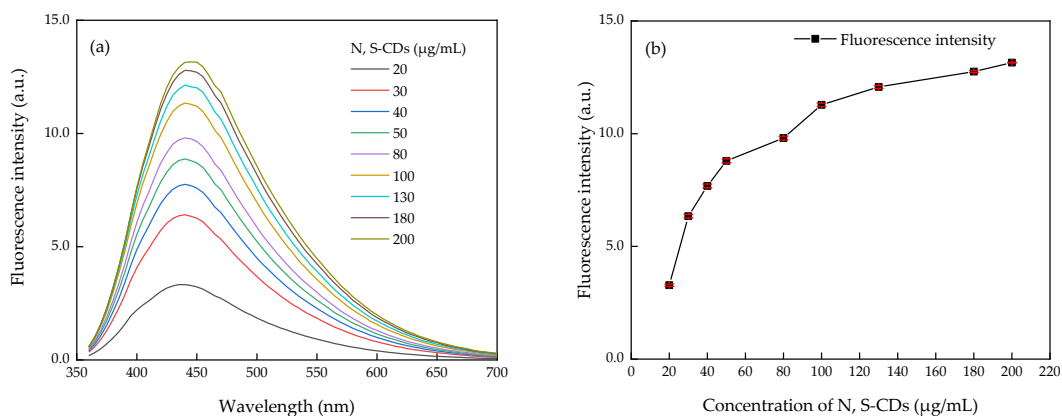 (a)
N, S-CDs (µg/mL)
20
30
40
50
80
100
130
180
200
15.0
10.0
5.0
0.0
Fluorescence intensity (a.u.)
350 400 450 500 550 600 650 700
Wavelength (nm)
(b)
Fluorescence intensity
15.0
10.0
5.0
0.0
Fluorescence intensity (a.u.)
0 20 40 60 80 100 120 140 160 180 200 220
Concentration of N, S-CDs (µg/mL)